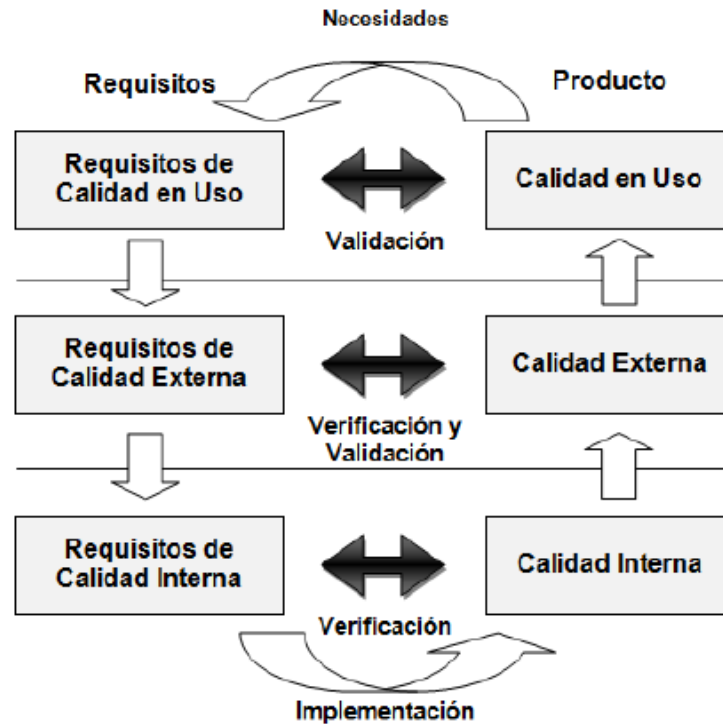 Necesidades
Requisitos
Producto
Requisitos de
Calidad en Uso
Calidad en Uso
Validación
Requisitos de
Calidad Externa
Calidad Externa
Verificación y
Validación
Requisitos de
Calidad Interna
Calidad Interna
Verificación
Implementación